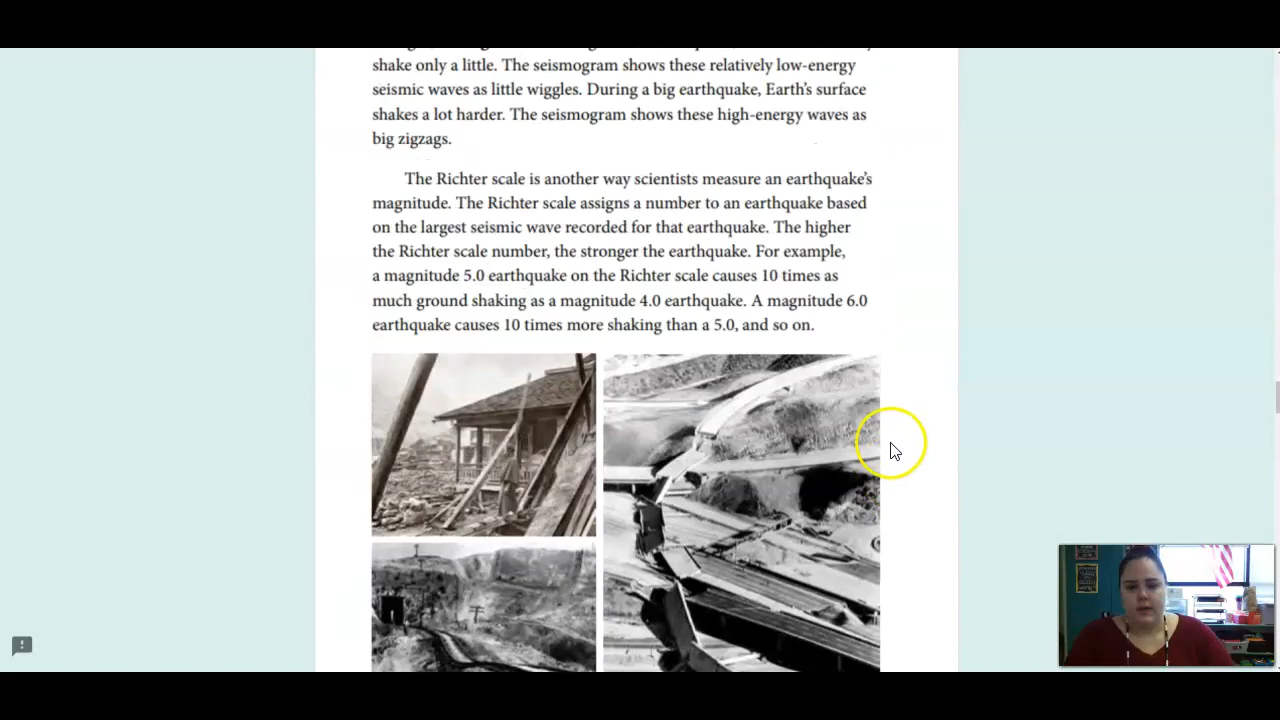 shake only a little. The seismogram shows these relatively low-energy
seismic waves as little wiggles. During a big earthquake, Earth's surface
shakes a lot harder. The seismogram shows these high-energy waves as
big zigzags.
The Richter scale is another way scientists measure an earthquake's
magnitude. The Richter scale assigns a number to an earthquake based
on the largest seismic wave recorded for that earthquake. The higher
the Richter scale number, the stronger the earthquake. For example,
a magnitude 5.0 earthquake on the Richter scale causes 10 times as
much ground shaking as a magnitude 4.0 earthquake. A magnitude 6.0
earthquake causes 10 times more shaking than a 5.0, and so on.